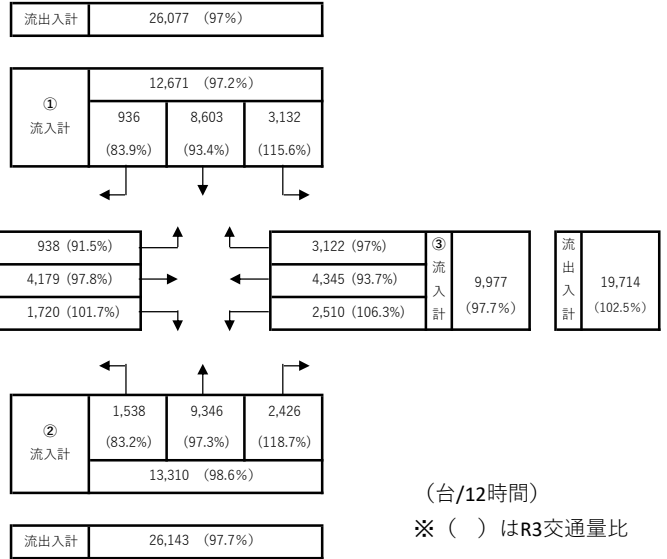 流出入計 26,077 （97%）
12,671 （97.2%）
①
流入計
936 8,603 3,132
(83.9%) (93.4%) (115.6%)
938 (91.5%)
4,179 (97.8%)
1,720 (101.7%)
3,122 (97%)
4,345 (93.7%)
2,510 (106.3%)
③
流
入
計
9,977
(97.7%)
流
出
入
計
19,714
(102.5%)
②
流入計
1,538 9,346 2,426
(83.2%) (97.3%) (118.7%)
13,310 （98.6%）
流出入計 26,143 （97.7%）
（台/12時間）
※（　）はR3交通量比